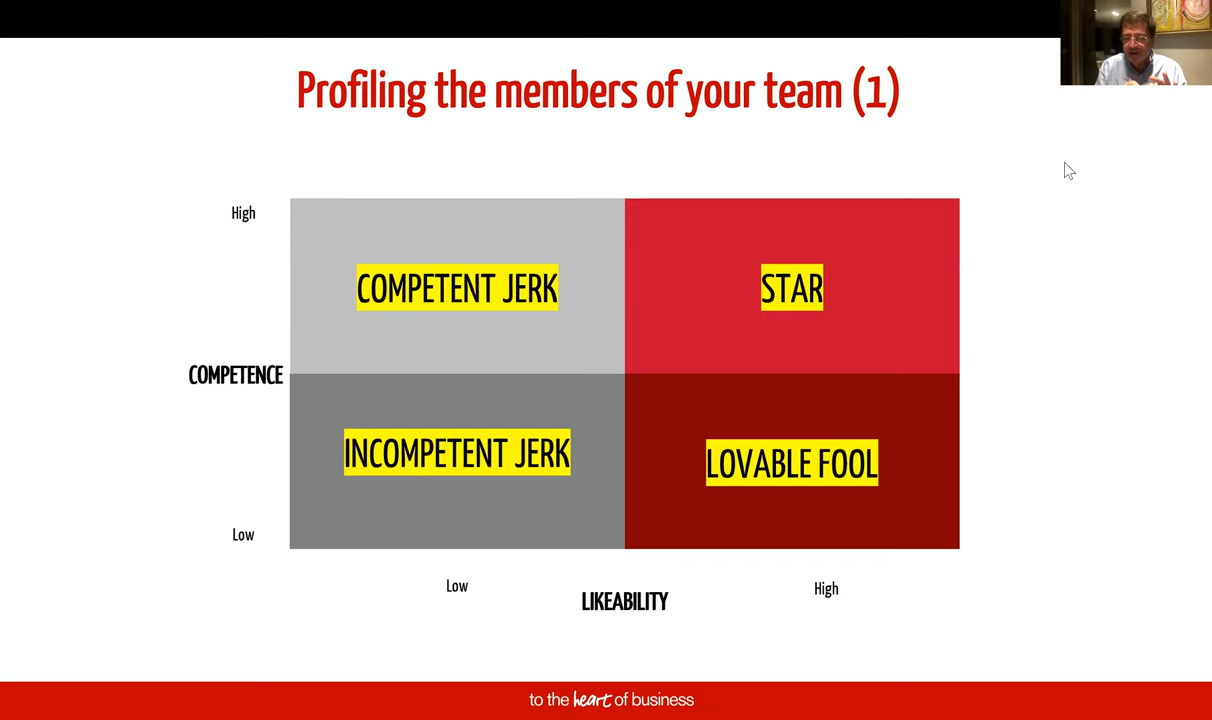 Profiling the members of your team (1)
High
COMPETENT JERK
STAR
COMPETENCE
INCOMPETENT JERK
LOVABLE FOOL
Low
Low
High
LIKEABILITY
to the heart of business